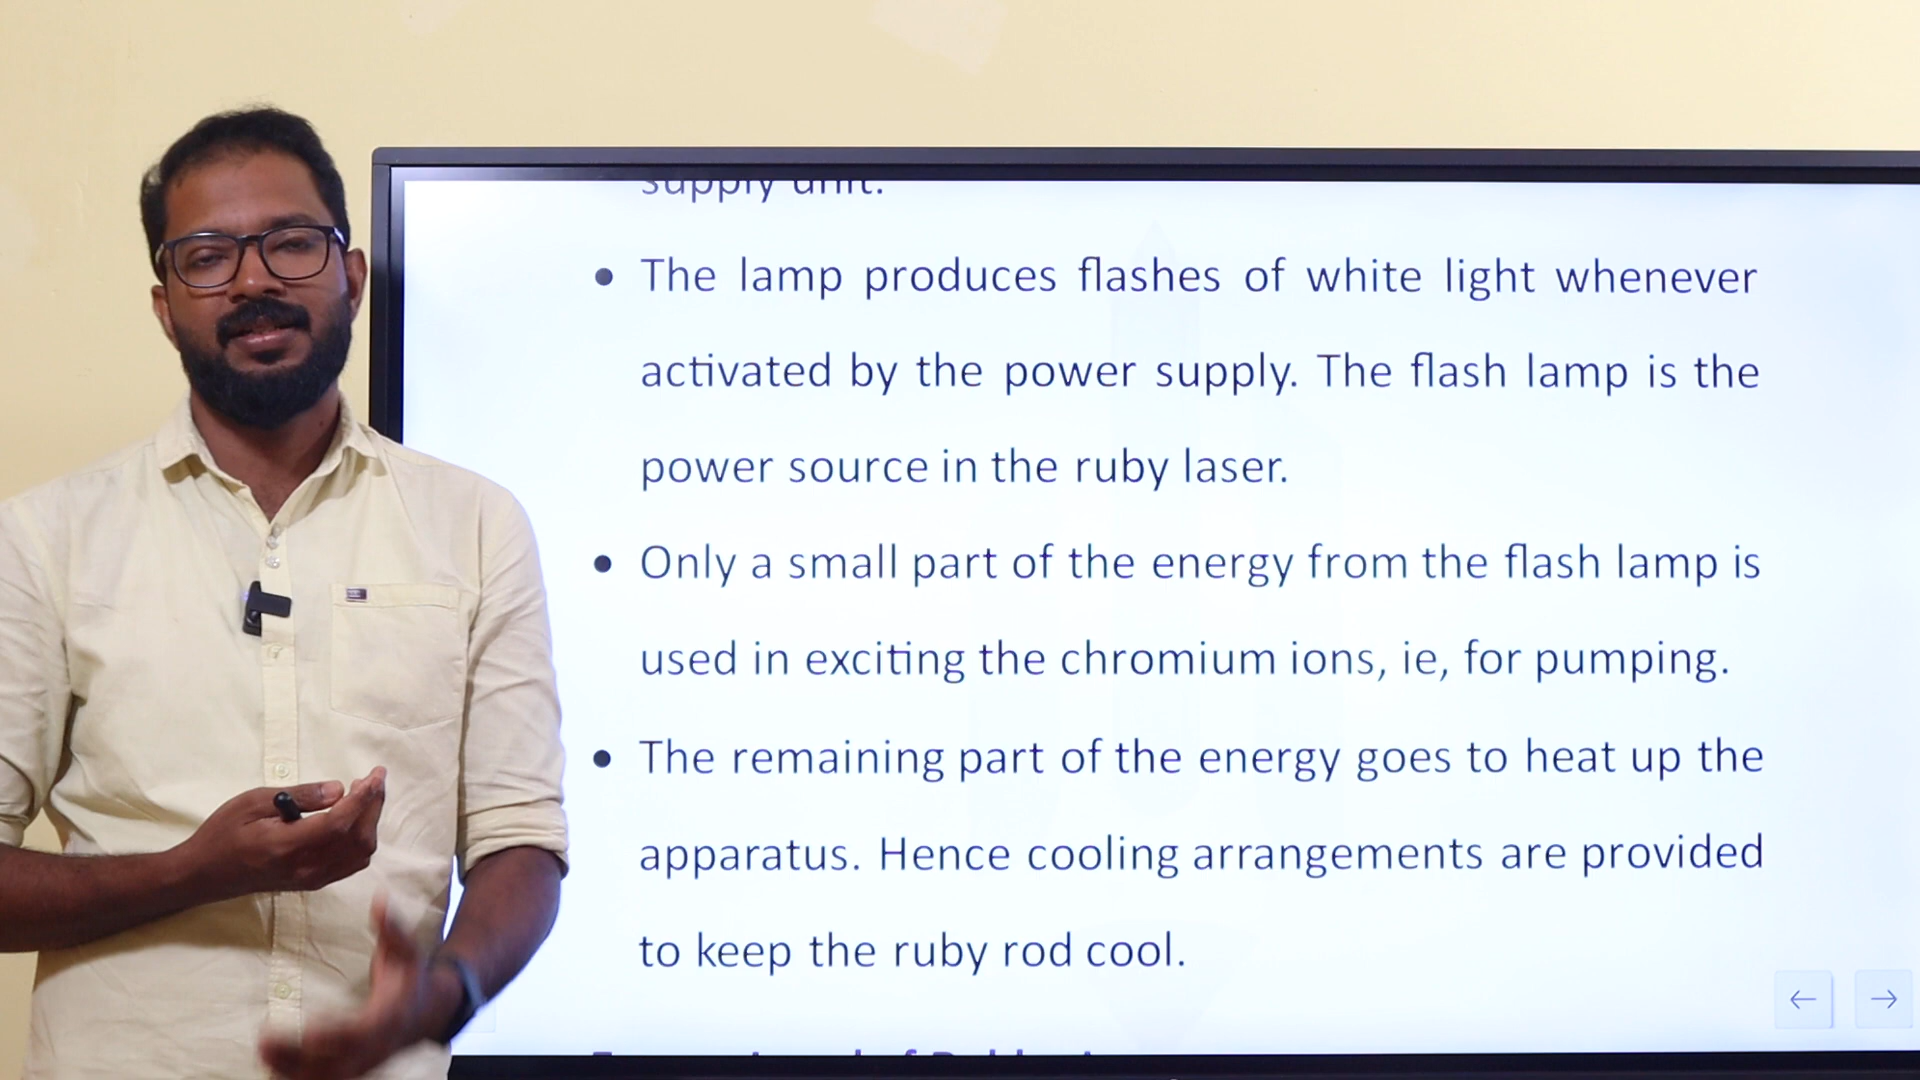 supply unit.
• The lamp produces flashes of white light whenever
activated by the power supply. The flash lamp is the
power source in the ruby laser.
• Only a small part of the energy from the flash lamp is
used in exciting the chromium ions, ie, for pumping.
• The remaining part of the energy goes to heat up the
apparatus. Hence cooling arrangements are provided
to keep the ruby rod cool.